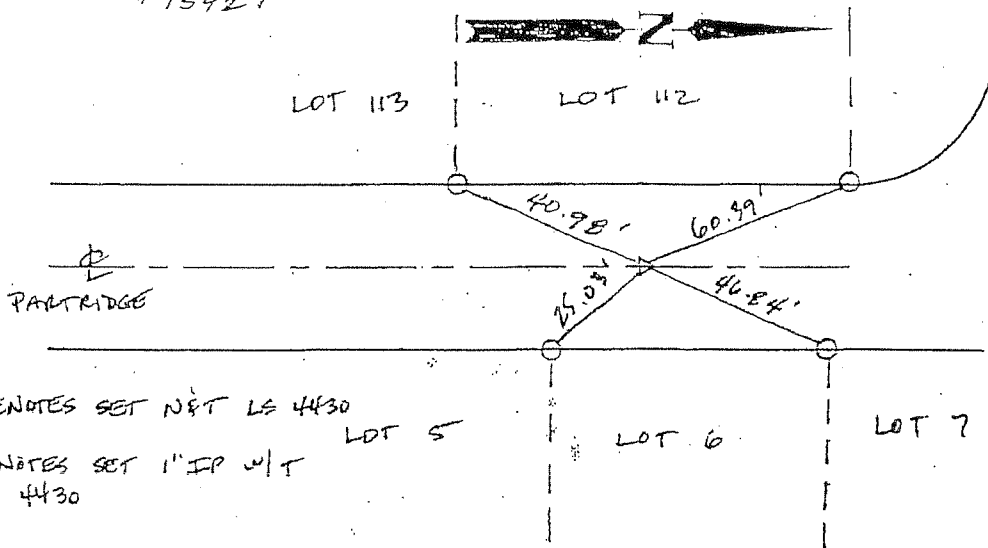 LOT 113
LOT 112
N
40.98'
60.39'
25.03'
46.84'
℄
PARTRIDGE
ENOTES SET N&T LS 4430
LOT 5
LOT 6
LOT 7
NOTES SET 1" IP W/T
4430